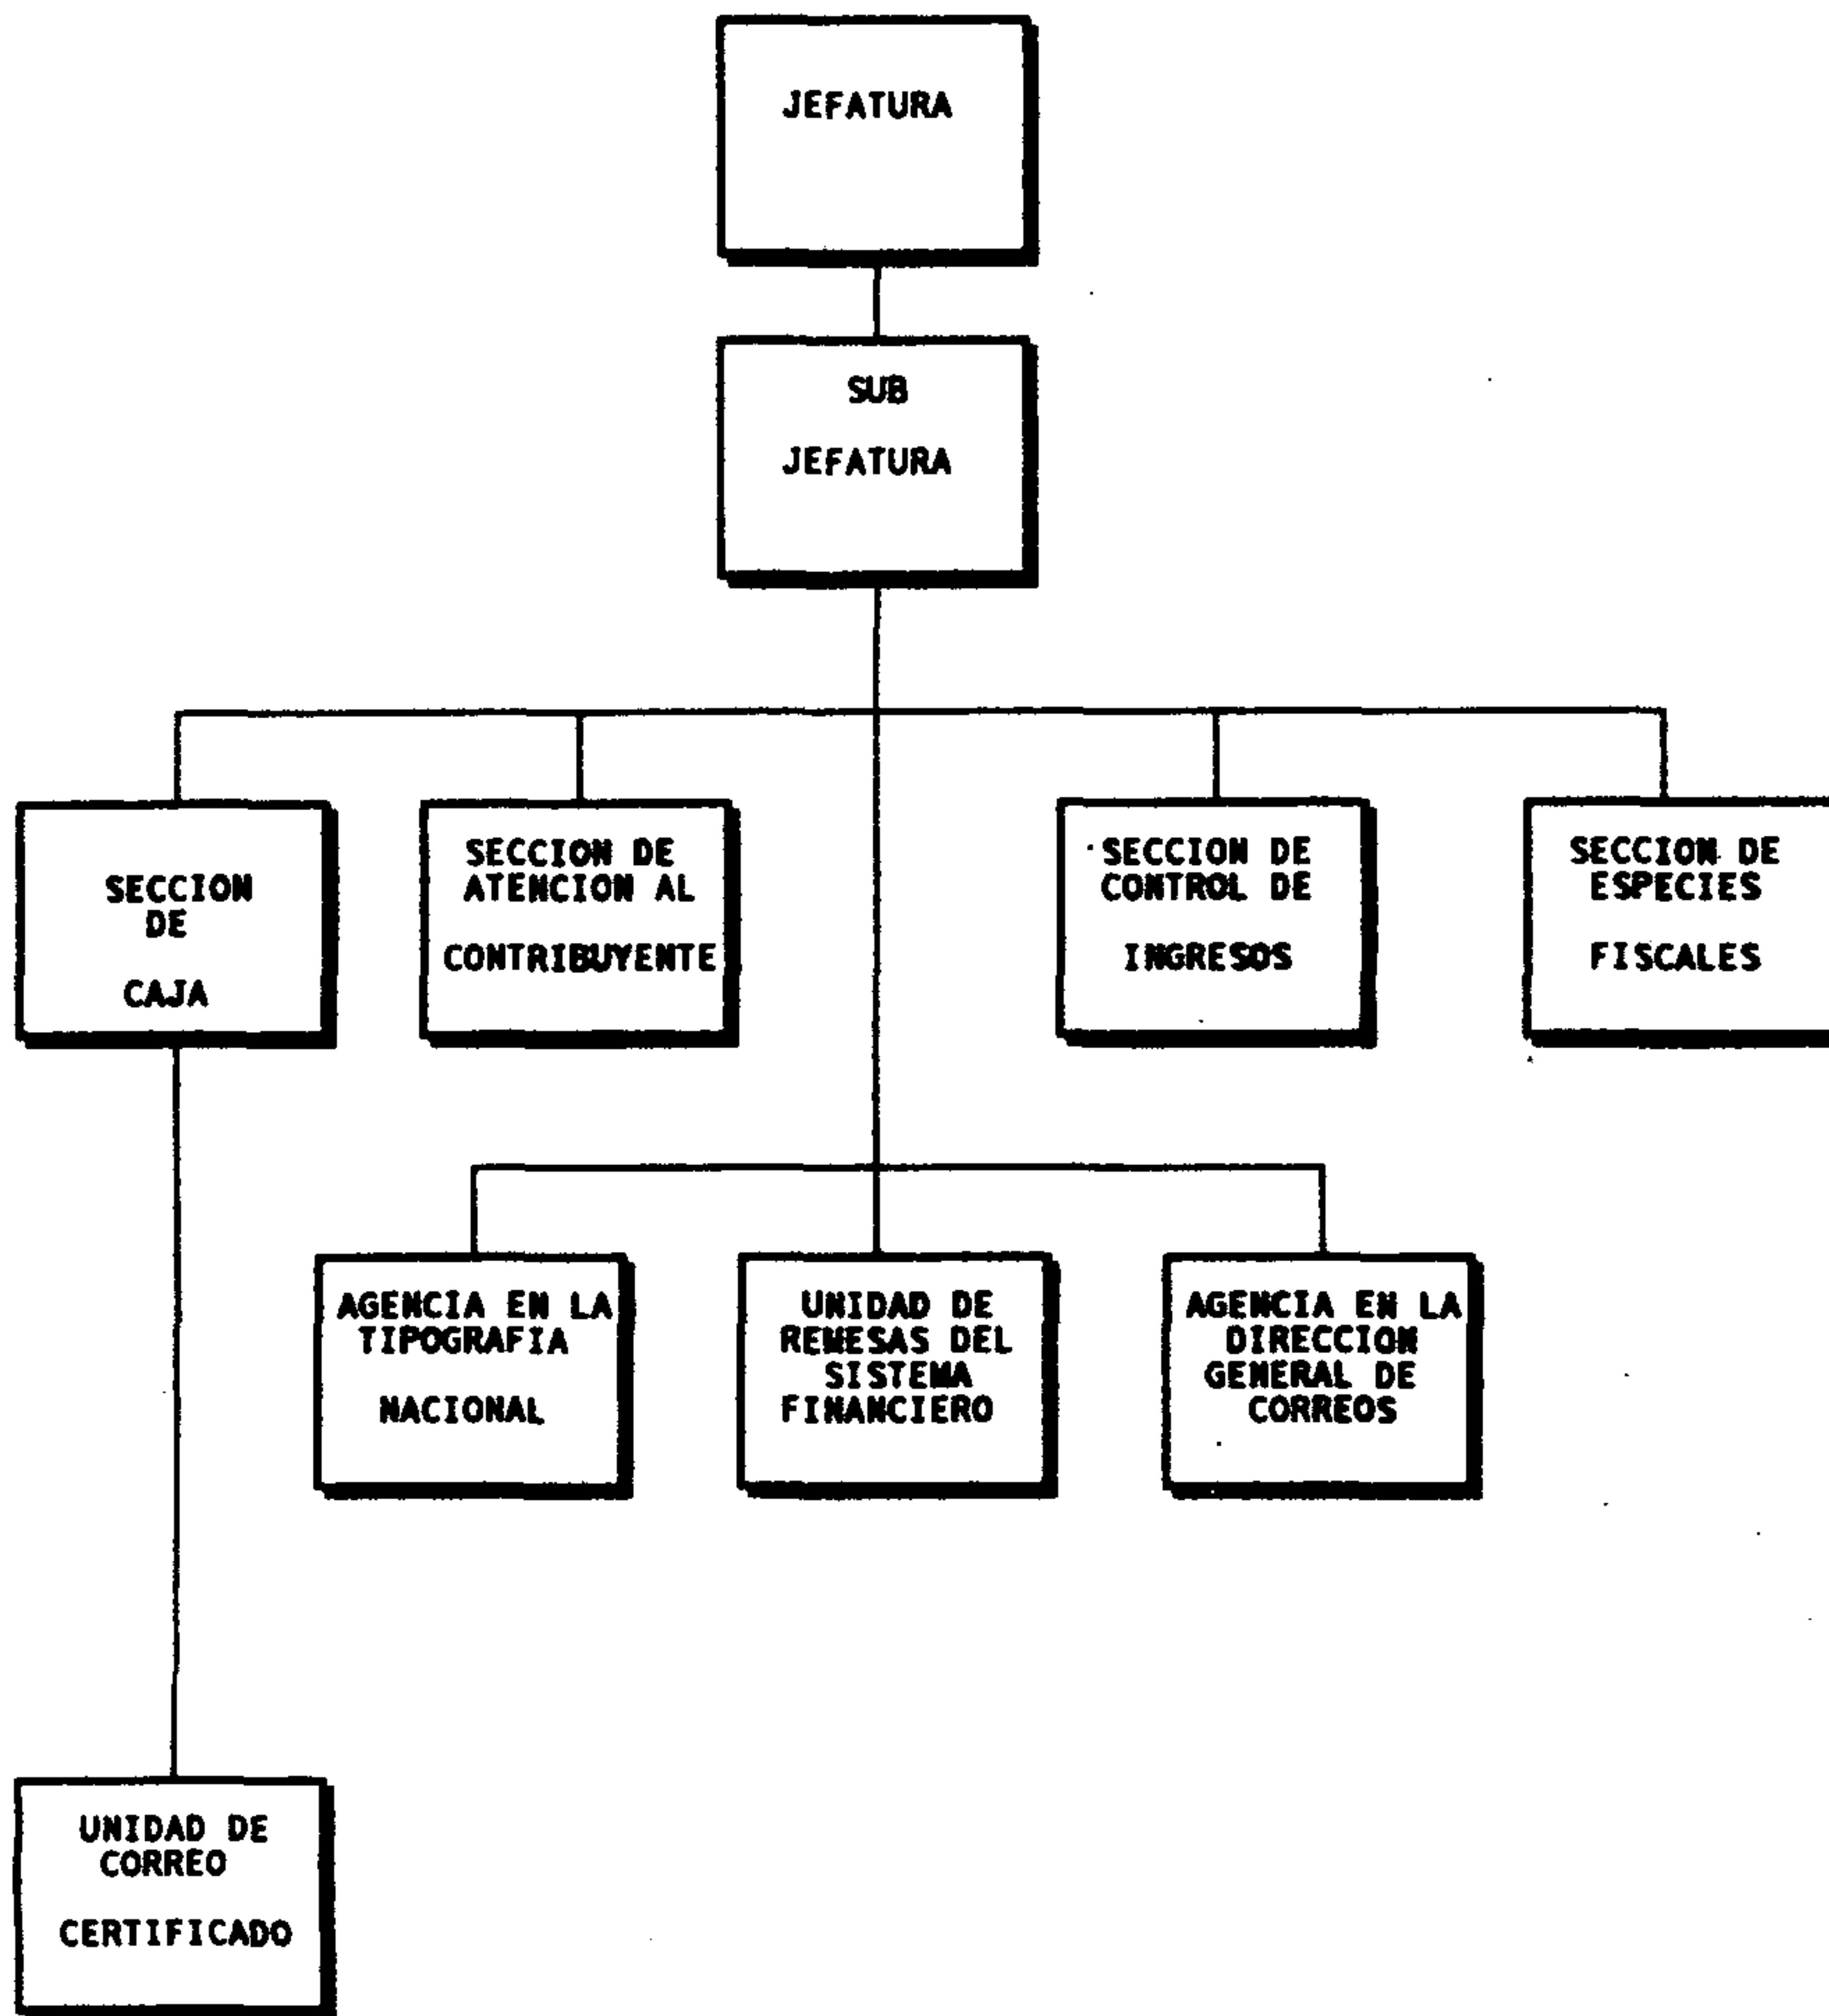 JEFATURA
SUB
JEFATURA
SECCION
DE
CAJA
SECCION DE
ATENCION AL
CONTRIBUYENTE
SECCION DE
CONTROL DE
INGRESOS
SECCION DE
ESPECIES
FISCALES
AGENCIA EN LA
TIPOGRAFIA
NACIONAL
UNIDAD DE
REMESAS DEL
SISTEMA
FINANCIERO
AGENCIA EN LA
DIRECCION
GENERAL DE
CORREOS
UNIDAD DE
CORREO
CERTIFICADO